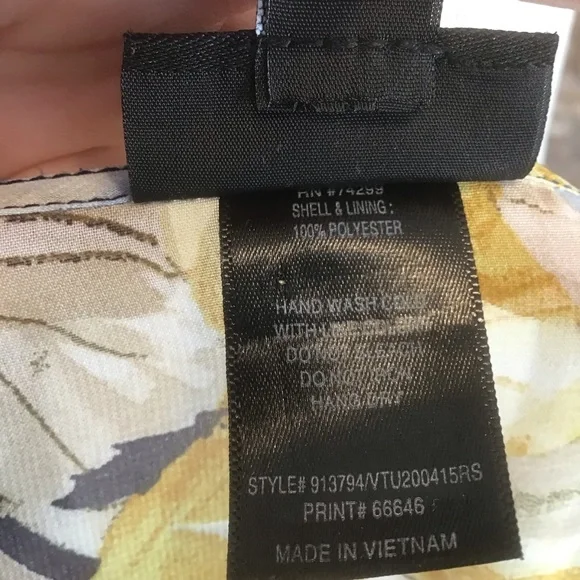 RN #74299
SHELL & LINING :
100% POLYESTER
HAND WASH COLD
WITH
DO NOT
DO NOT
HANG DRY
STYLE# 913794/VTU200415RS
PRINT# 66646
MADE IN VIETNAM